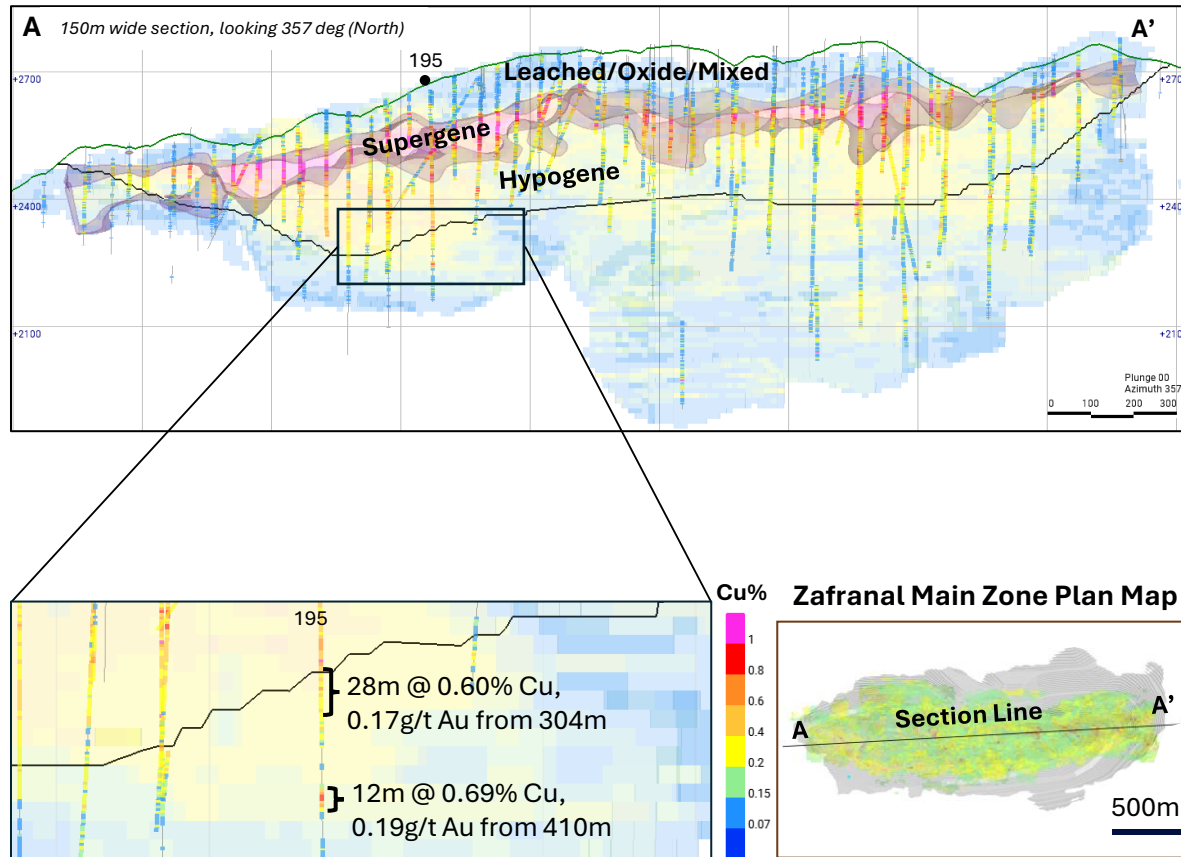 A
150m wide section, looking 357 deg (North)
A’
195
Leached/Oxide/Mixed
+2700
+270
Supergene
Hypogene
+2400
+240
+2100
+210
Plunge 00
Azimuth 357
0 100 200 300
195
28m @ 0.60% Cu,
0.17g/t Au from 304m
12m @ 0.69% Cu,
0.19g/t Au from 410m
Cu%
1
0.8
0.6
0.4
0.2
0.15
0.07
Zafranal Main Zone Plan Map
A
Section Line
A’
500m